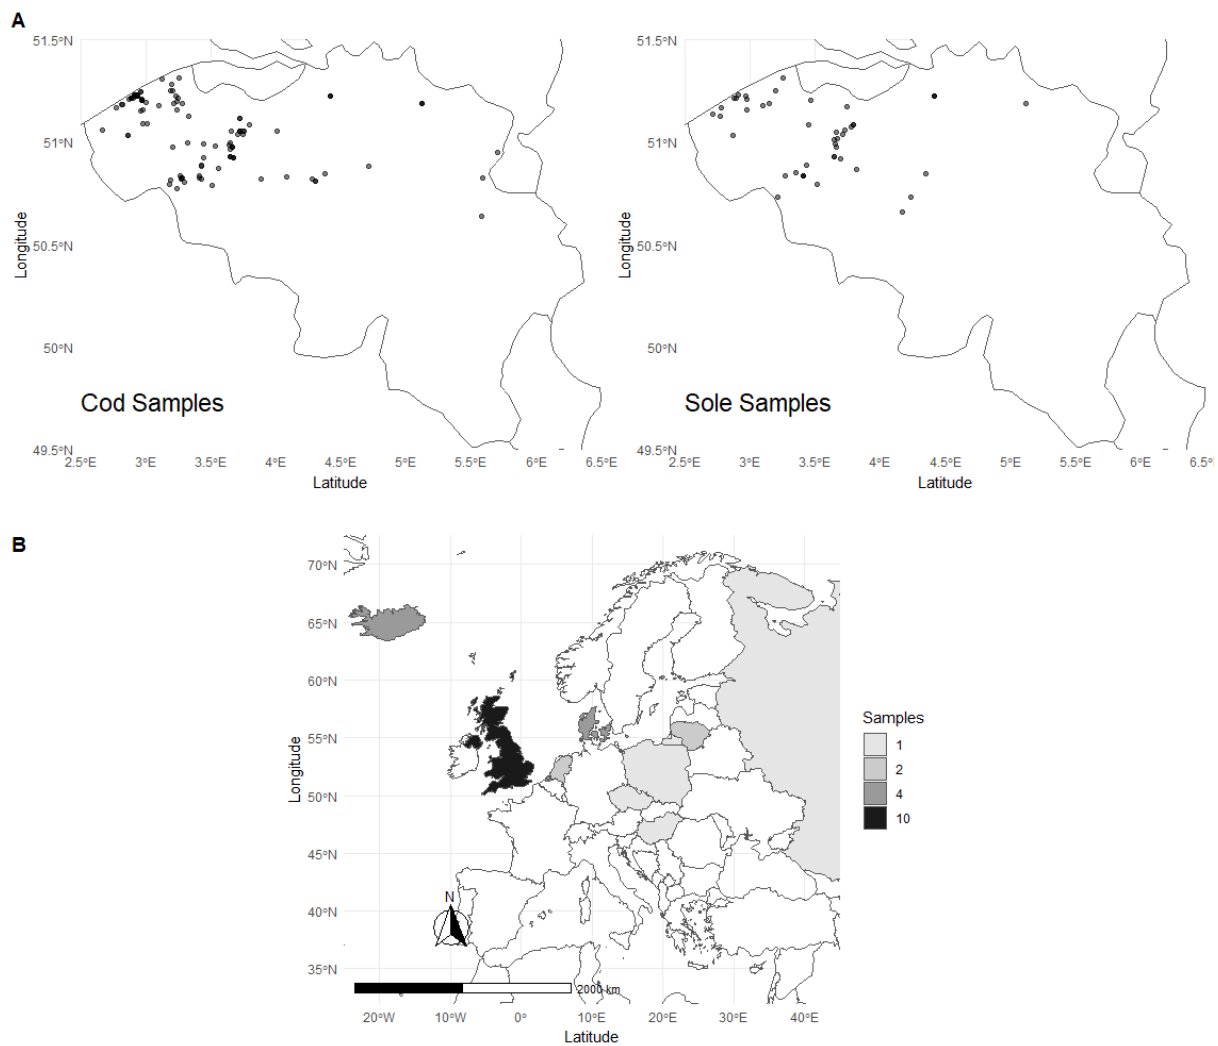 A
51.5°N
51°N
50.5°N
50°N
49.5°N
Longitude
Cod Samples
2.5°E 3°E 3.5°E 4°E 4.5°E 5°E 5.5°E 6°E 6.5°E
Latitude
51.5°N
51°N
50.5°N
50°N
49.5°N
Longitude
Sole Samples
2.5°E 3°E 3.5°E 4°E 4.5°E 5°E 5.5°E 6°E 6.5°
Latitude
B
70°N
65°N
60°N
55°N
50°N
45°N
40°N
35°N
Longitude
N
2000 km
20°W 10°W 0° 10°E 20°E 30°E 40°E
Latitude
Samples
1
2
4
10